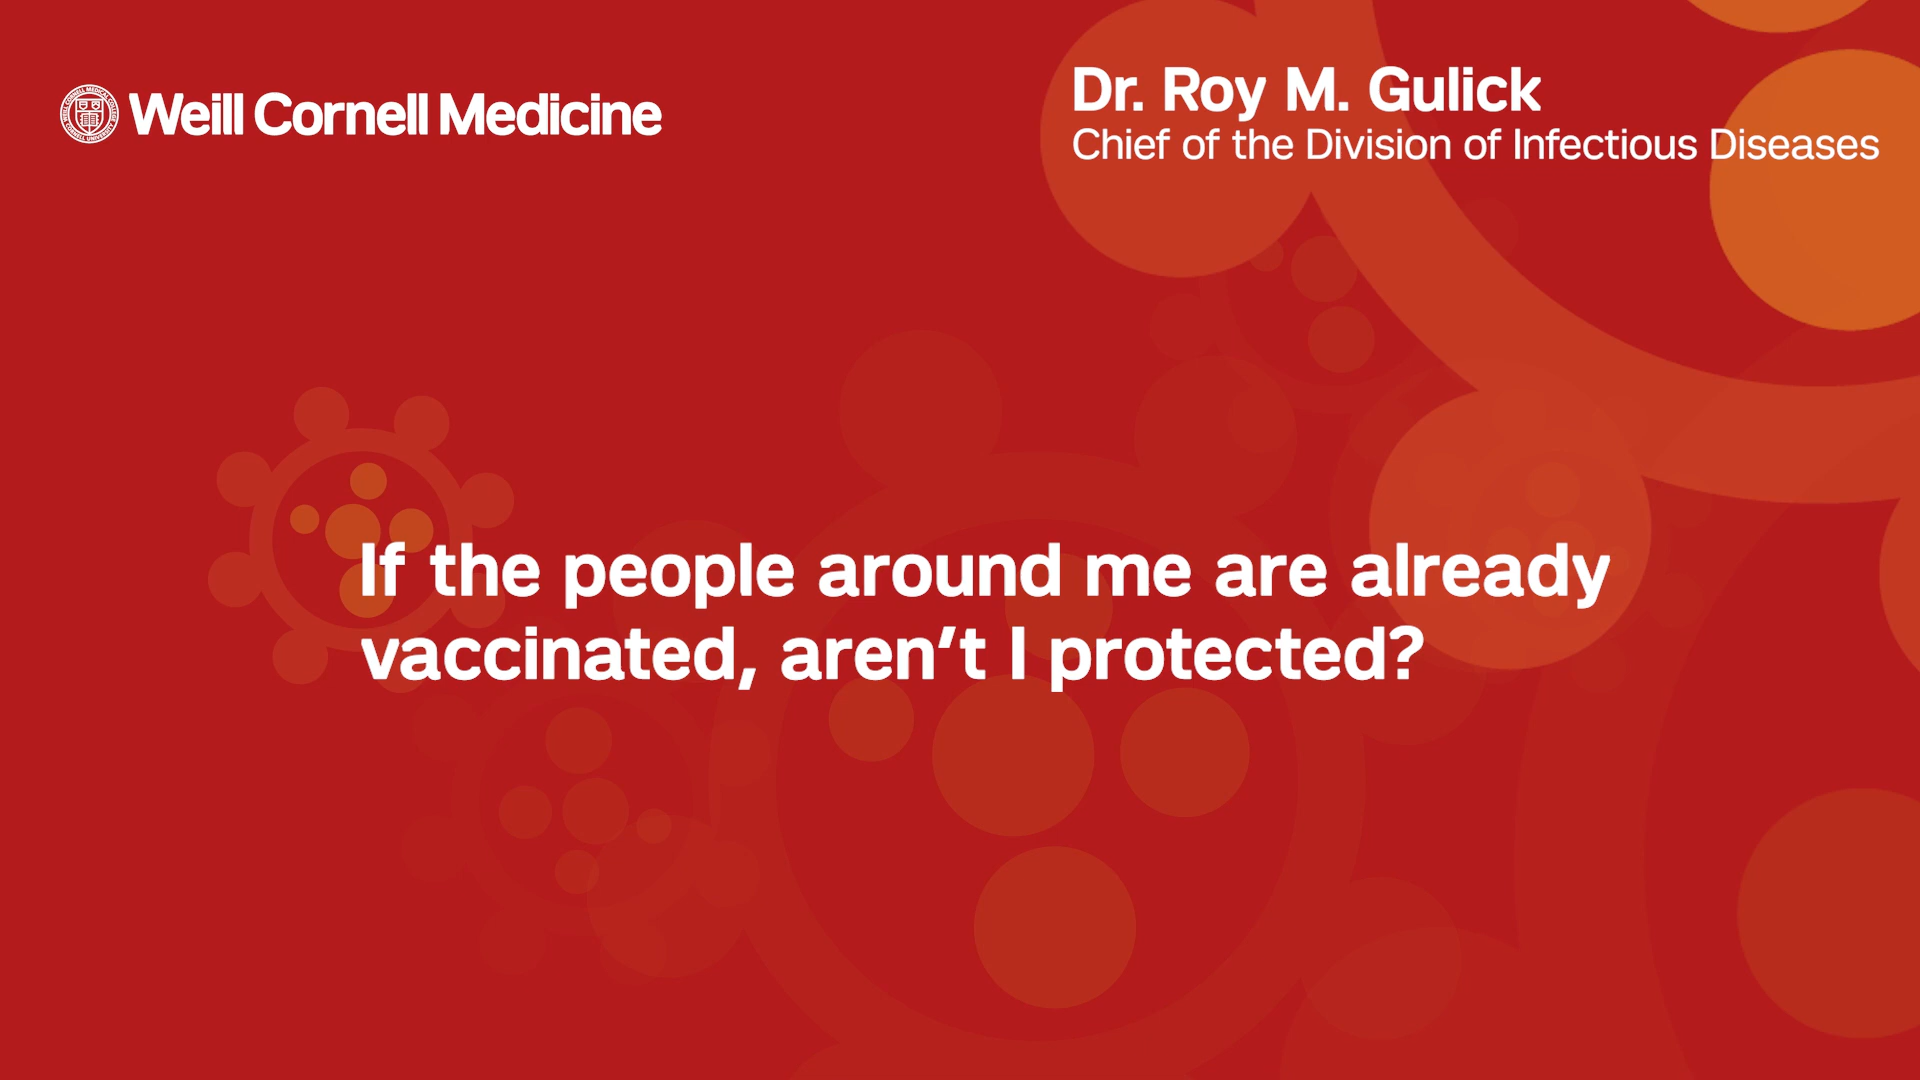 Weill Cornell Medicine
Dr. Roy M. Gulick
Chief of the Division of Infectious Diseases
If the people around me are already
vaccinated, aren’t I protected?